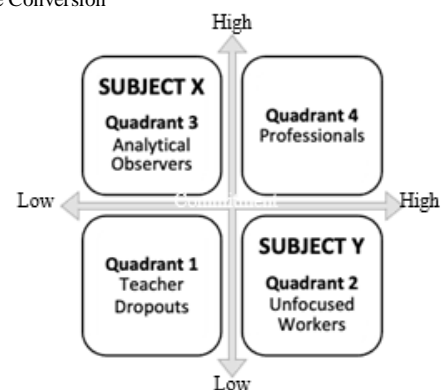 e Conversion
High
SUBJECT X
Quadrant 3
Analytical
Observers
Quadrant 4
Professionals
Low
Commitment
High
Quadrant 1
Teacher
Dropouts
SUBJECT Y
Quadrant 2
Unfocused
Workers
Low